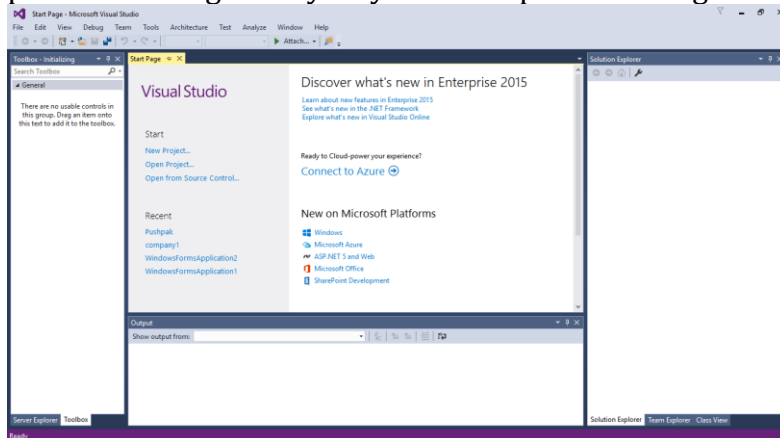 Start Page - Microsoft Visual Studio
File Edit View Debug Team Tools Architecture Test Analyze Window Help
Attach...
Toolbox - Initializing
Search Toolbox
General
There are no usable controls in
this group. Drag an item onto
this text to add it to the toolbox.
Start Page
Visual Studio
Start
New Project...
Open Project...
Open from Source Control...
Recent
Pushpak
company1
WindowsFormsApplication2
WindowsFormsApplication1
Discover what's new in Enterprise 2015
Learn about new features in Enterprise 2015
See what's new in the .NET Framework
Explore what's new in Visual Studio Online
Ready to Cloud-power your experience?
Connect to Azure
New on Microsoft Platforms
Windows
Microsoft Azure
ASP.NET 5 and Web
Microsoft Office
SharePoint Development
Output
Show output from:
Solution Explorer
Server Explorer Toolbox
Solution Explorer Team Explorer Class View
Ready